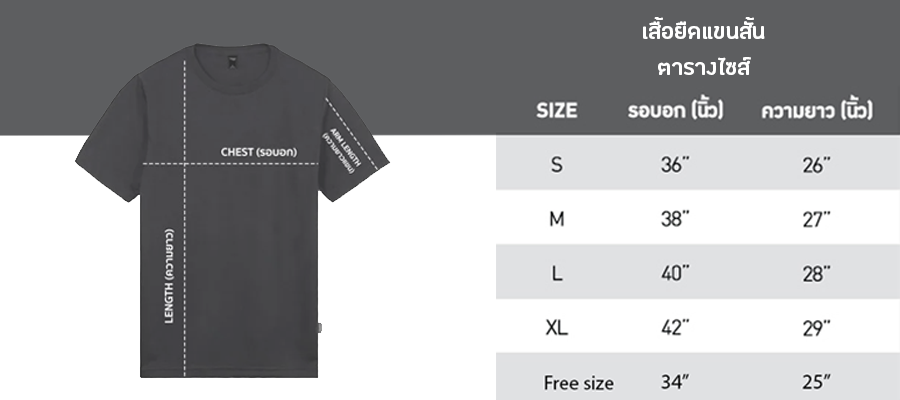 เสื้อยืดแขนสั้น
ตารางไซส์
SIZE รอบอก (นิ้ว) ความยาว (นิ้ว)
S 36” 26”
M 38” 27”
L 40” 28”
XL 42” 29”
Free size 34” 25”
CHEST (รอบอก)
ARM LENGTH
(ความยาวแขน)
LENGTH (ความยาว)